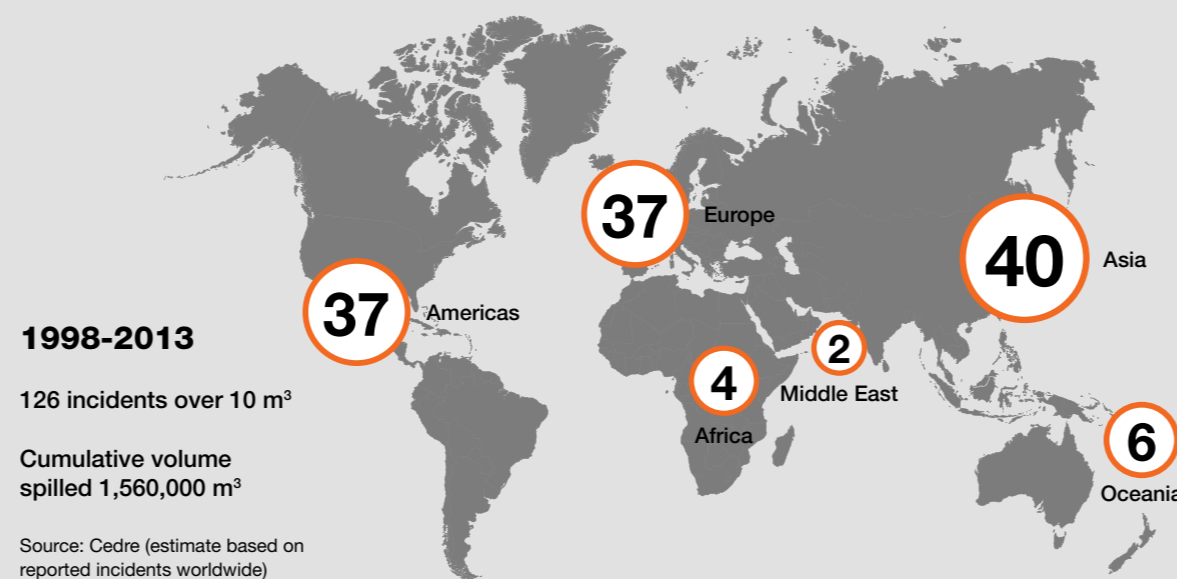 37
Europe
40
Asia
37
Americas
2
Middle East
4
Africa
6
Oceania
1998-2013
126 incidents over 10 m³
Cumulative volume
spilled 1,560,000 m³
Source: Cedre (estimate based on
reported incidents worldwide)